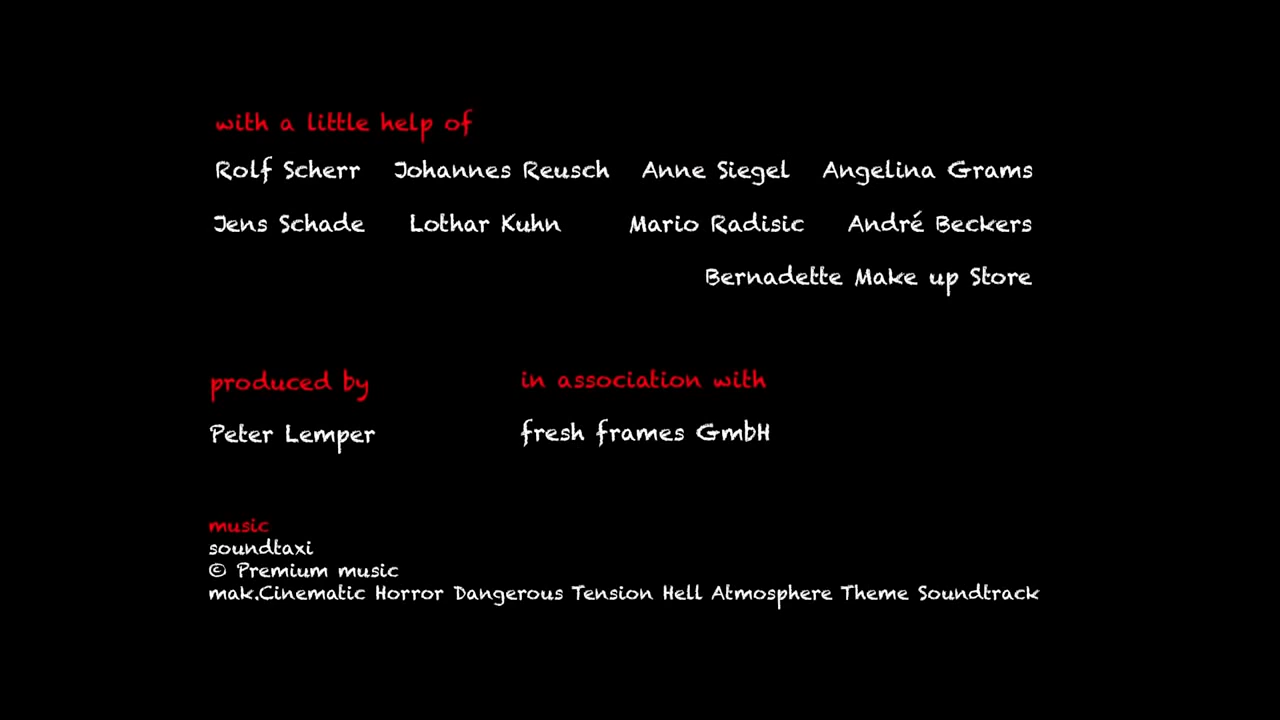 with a little help of
Rolf Scherr Johannes Reusch Anne Siegel Angelina Grams
Jens Schade Lothar Kuhn Mario Radisic André Beckers
Bernadette Make up Store
produced by in association with
Peter Lemper fresh frames GmbH
music
soundtaxi
© Premium music
mak.Cinematic Horror Dangerous Tension Hell Atmosphere Theme Soundtrack